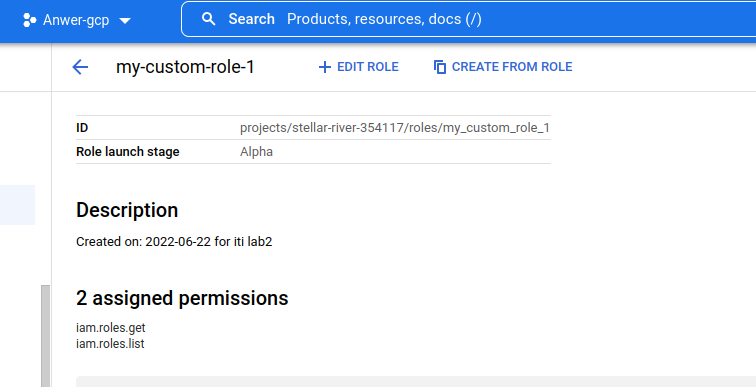 Anwer-gcp
Search Products, resources, docs (/)
my-custom-role-1
EDIT ROLE
CREATE FROM ROLE
ID projects/stellar-river-354117/roles/my_custom_role_1
Role launch stage Alpha
Description
Created on: 2022-06-22 for iti lab2
2 assigned permissions
iam.roles.get
iam.roles.list